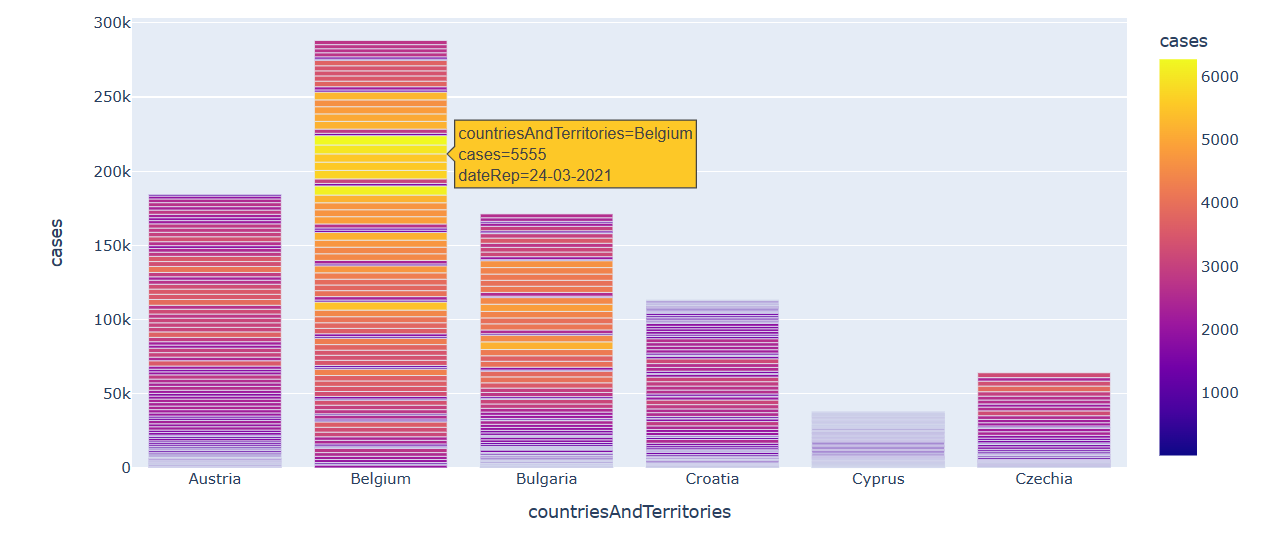 300k
250k
200k
150k
100k
50k
0
cases
Austria
Belgium
Bulgaria
Croatia
Cyprus
Czechia
countriesAndTerritories
countriesAndTerritories=Belgium
cases=5555
dateRep=24-03-2021
cases
6000
5000
4000
3000
2000
1000